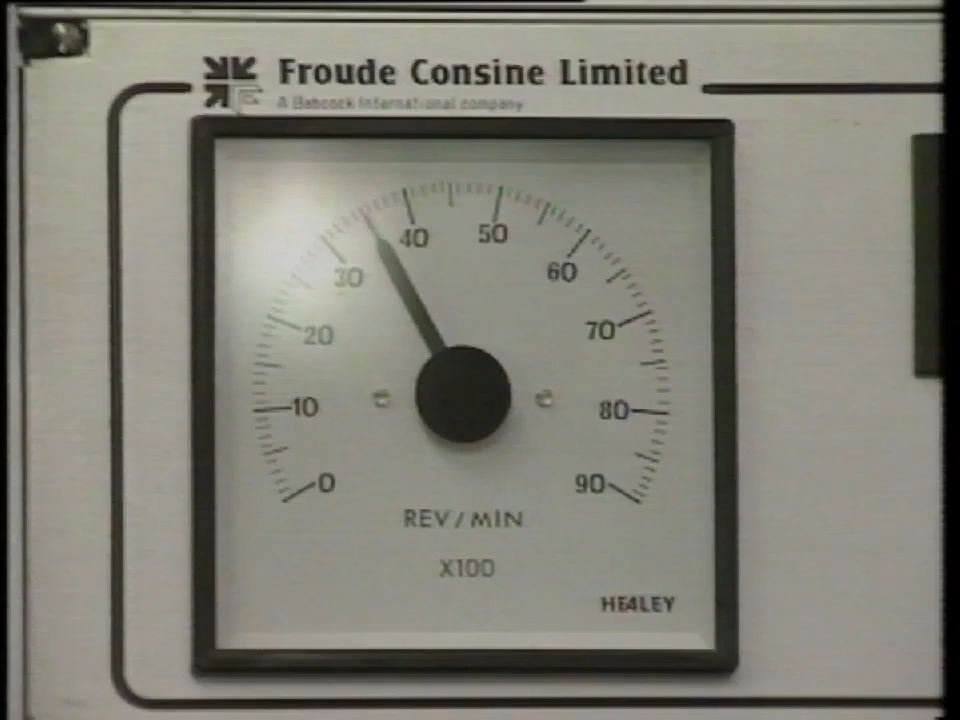 Froude Consine Limited
A Babcock International company
0
10
20
30
40
50
60
70
80
90
REV/MIN
X100
HEALEY